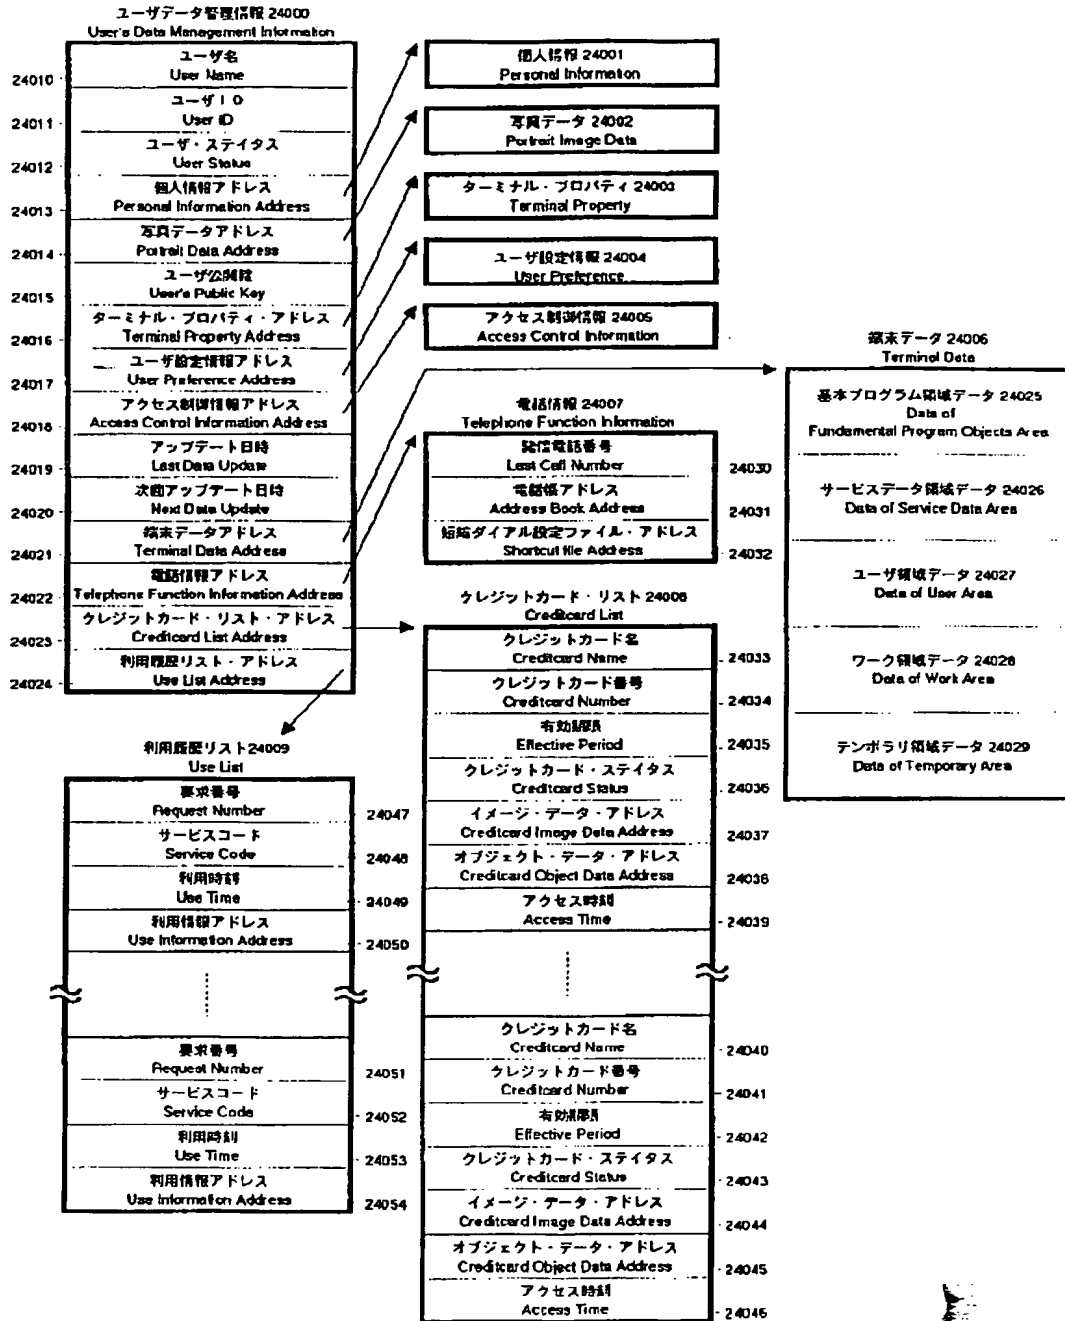 ユーザデータ管理情報 24000
User's Data Management Information
ユーザ名
User Name
24010
ユーザID
User ID
24011
ユーザ・ステイタス
User Status
24012
個人情報アドレス
Personal Information Address
24013
写真データアドレス
Portrait Data Address
24014
ユーザ公開鍵
User's Public Key
24015
ターミナル・プロパティ・アドレス
Terminal Property Address
24016
ユーザ設定情報アドレス
User Preference Address
24017
アクセス制御情報アドレス
Access Control Information Address
24018
アップデート日時
Last Data Update
24019
次回アップデート日時
Next Data Update
24020
端末データアドレス
Terminal Data Address
24021
電話情報アドレス
Telephone Function Information Address
24022
クレジットカード・リスト・アドレス
Creditcard List Address
24023
利用履歴リスト・アドレス
Use List Address
24024
個人情報 24001
Personal Information
写真データ 24002
Portrait Image Data
ターミナル・プロパティ 24003
Terminal Property
ユーザ設定情報 24004
User Preference
アクセス制御情報 24005
Access Control Information
端末データ 24006
Terminal Data
基本プログラム領域データ 24025
Data of
Fundamental Program Objects Area
サービスデータ領域データ 24026
Data of Service Data Area
ユーザ領域データ 24027
Data of User Area
ワーク領域データ 24028
Data of Work Area
テンポラリ領域データ 24029
Data of Temporary Area
電話情報 24007
Telephone Function Information
発信電話番号
Last Call Number
24030
電話帳アドレス
Address Book Address
24031
短縮ダイアル設定ファイル・アドレス
Shortcut file Address
24032
クレジットカード・リスト 24008
Creditcard List
クレジットカード名
Creditcard Name
24033
クレジットカード番号
Creditcard Number
24034
有効期限
Effective Period
24035
クレジットカード・ステイタス
Creditcard Status
24036
イメージ・データ・アドレス
Creditcard Image Data Address
24037
オブジェクト・データ・アドレス
Creditcard Object Data Address
24038
アクセス時刻
Access Time
24039
クレジットカード名
Creditcard Name
24040
クレジットカード番号
Creditcard Number
24041
有効期限
Effective Period
24042
クレジットカード・ステイタス
Creditcard Status
24043
イメージ・データ・アドレス
Creditcard Image Data Address
24044
オブジェクト・データ・アドレス
Creditcard Object Data Address
24045
アクセス時刻
Access Time
24046
利用履歴リスト24009
Use List
要求番号
Request Number
24047
サービスコード
Service Code
24048
利用時刻
Use Time
24049
利用情報アドレス
Use Information Address
24050
要求番号
Request Number
24051
サービスコード
Service Code
24052
利用時刻
Use Time
24053
利用情報アドレス
Use Information Address
24054